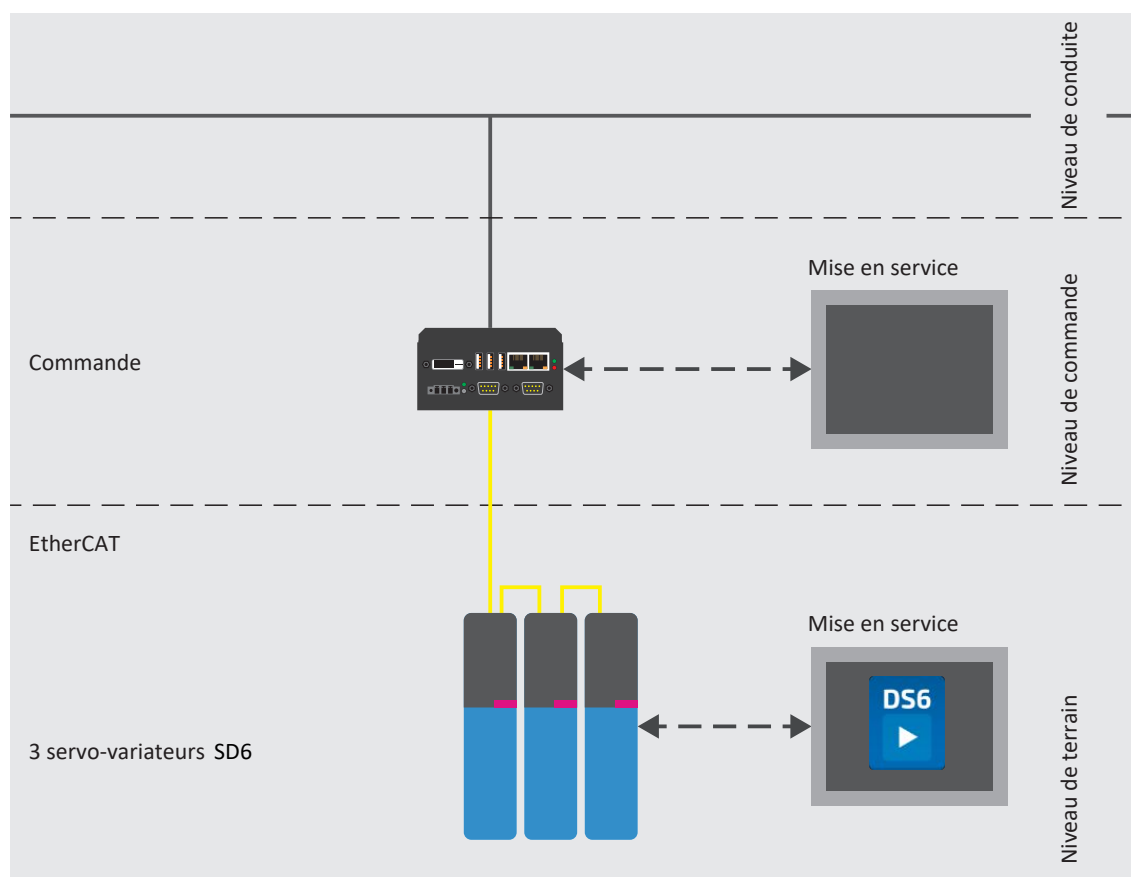 Niveau de conduite
Mise en service
Commande
Niveau de commande
EtherCAT
Mise en service
DS6
3 servo-variateurs SD6
Niveau de terrain